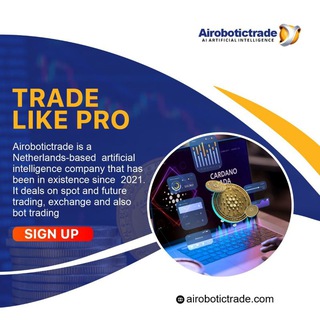 Airobotictrade
AI ARTIFICIAL INTELLIGENCE
TRADE
LIKE PRO
Airobotictrade is a
Netherlands-based artificial
intelligence company that has
been in existence since 2021.
It deals on spot and future
trading, exchange and also
bot trading
SIGN UP
CARDANO
ADA
airobotictrade.com